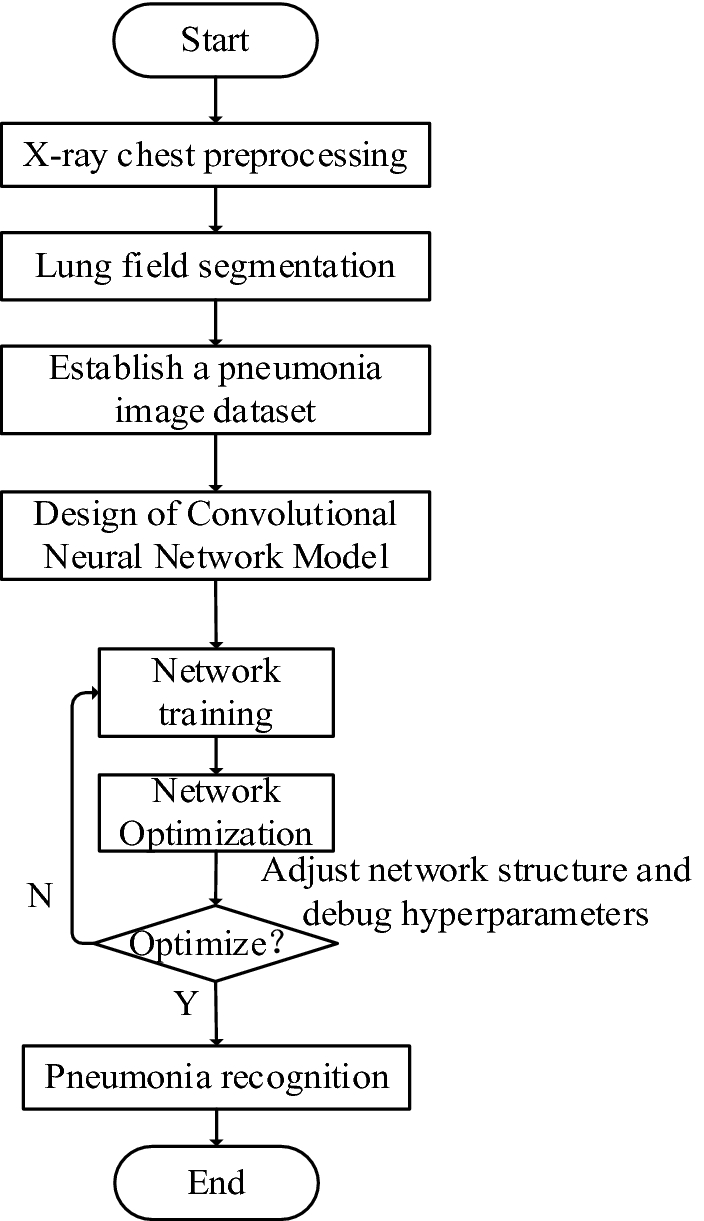 Start
X-ray chest preprocessing
Lung field segmentation
Establish a pneumonia
image dataset
Design of Convolutional
Neural Network Model
Network
training
Network
Optimization
Adjust network structure and
debug hyperparameters
N
Optimize？
Y
Pneumonia recognition
End